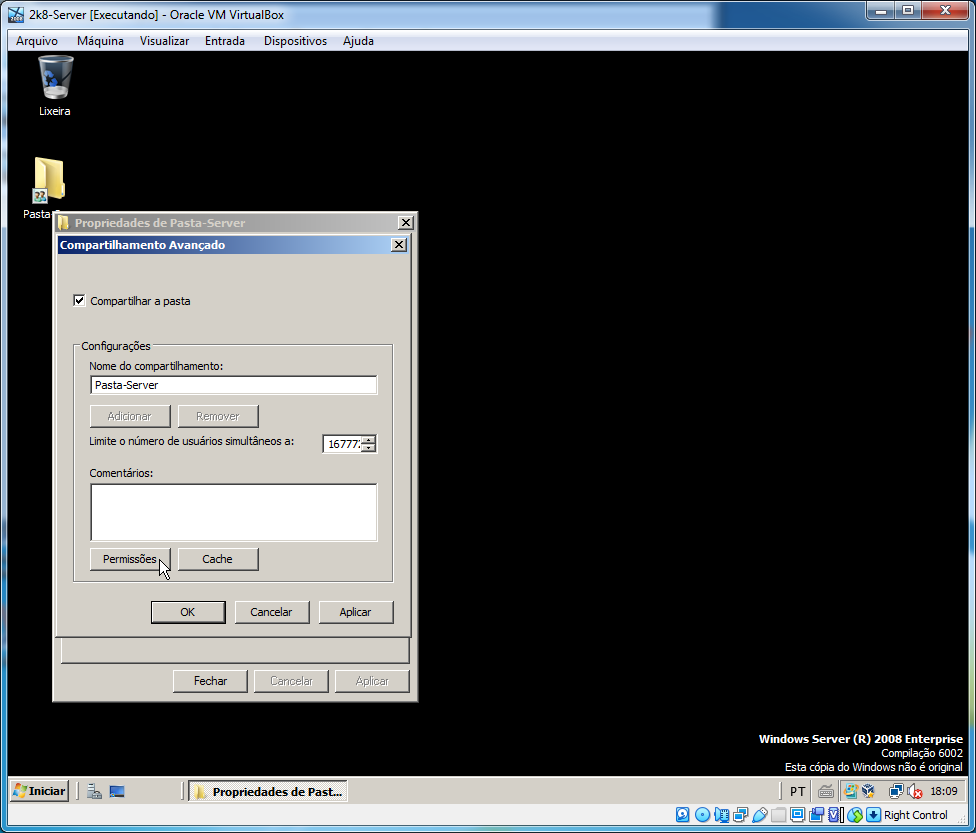 2k8-Server [Executando] - Oracle VM VirtualBox
Arquivo Máquina Visualizar Entrada Dispositivos Ajuda
Lixeira
Pasta-S
Propriedades de Pasta-Server
Compartilhamento Avançado
Compartilhar a pasta
Configurações
Nome do compartilhamento:
Pasta-Server
Adicionar Remover
Limite o número de usuários simultâneos a:
16777
Comentários:
Permissões Cache
OK Cancelar Aplicar
Fechar Cancelar Aplicar
Windows Server (R) 2008 Enterprise
Compilação 6002
Esta cópia do Windows não é original
Iniciar Propriedades de Past... PT 18:09
Right Control